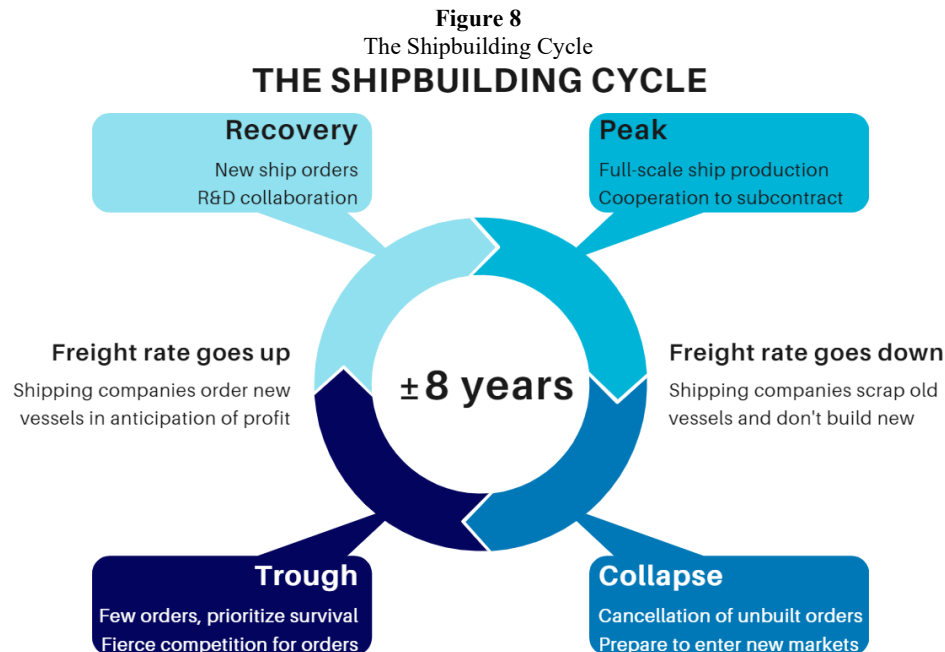 Figure 8
The Shipbuilding Cycle
THE SHIPBUILDING CYCLE
Recovery
New ship orders
R&D collaboration
Peak
Full-scale ship production
Cooperation to subcontract
Freight rate goes up
Shipping companies order new
vessels in anticipation of profit
±8 years
Freight rate goes down
Shipping companies scrap old
vessels and don't build new
Trough
Few orders, prioritize survival
Fierce competition for orders
Collapse
Cancellation of unbuilt orders
Prepare to enter new markets